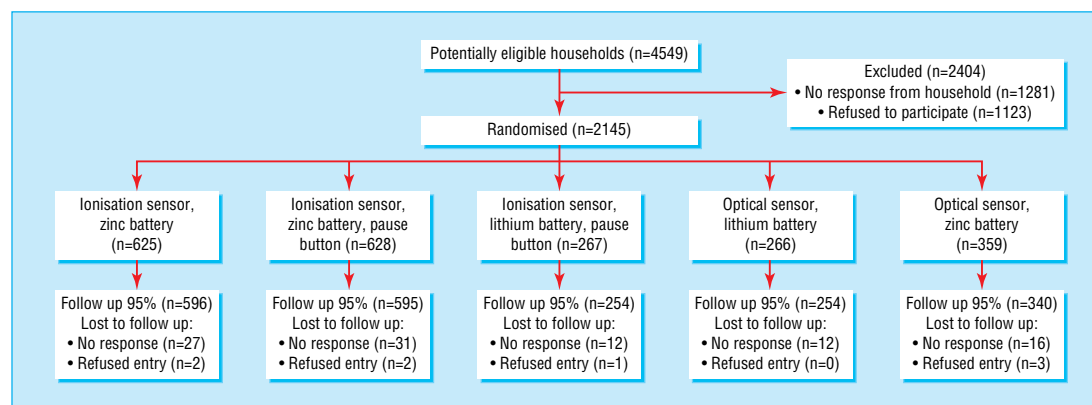 Potentially eligible households (n=4549)
Excluded (n=2404)
• No response from household (n=1281)
• Refused to participate (n=1123)
Randomised (n=2145)
Ionisation sensor,
zinc battery
(n=625)
Ionisation sensor,
zinc battery, pause
button (n=628)
Ionisation sensor,
lithium battery, pause
button (n=267)
Optical sensor,
lithium battery
(n=266)
Optical sensor,
zinc battery
(n=359)
Follow up 95% (n=596)
Lost to follow up:
• No response (n=27)
• Refused entry (n=2)
Follow up 95% (n=595)
Lost to follow up:
• No response (n=31)
• Refused entry (n=2)
Follow up 95% (n=254)
Lost to follow up:
• No response (n=12)
• Refused entry (n=1)
Follow up 95% (n=254)
Lost to follow up:
• No response (n=12)
• Refused entry (n=0)
Follow up 95% (n=340)
Lost to follow up:
• No response (n=16)
• Refused entry (n=3)